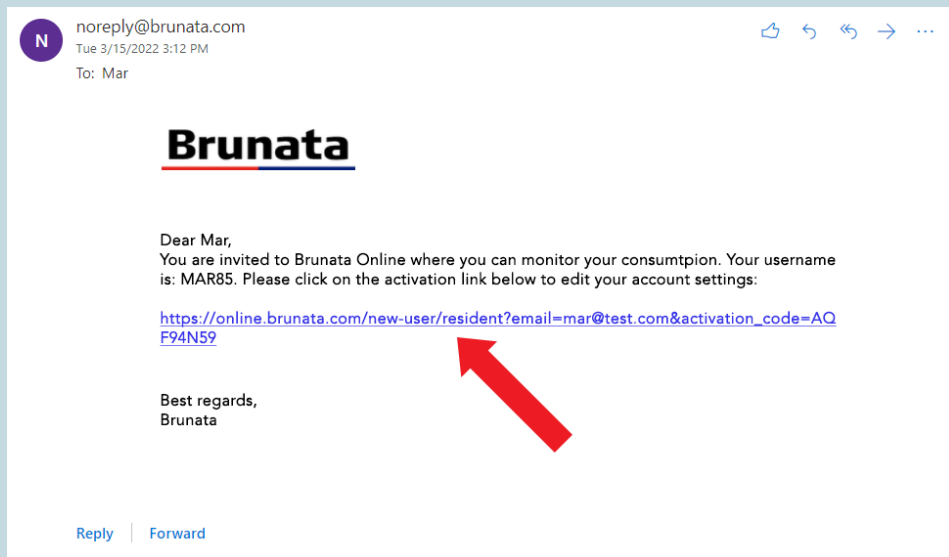 N
noreply@brunata.com
Tue 3/15/2022 3:12 PM
To: Mar
Brunata
Dear Mar,
You are invited to Brunata Online where you can monitor your consumtpion. Your username
is: MAR85. Please click on the activation link below to edit your account settings:
https://online.brunata.com/new-user/resident?email=mar@test.com&activation_code=AQ
F94N59
Best regards,
Brunata
Reply
Forward